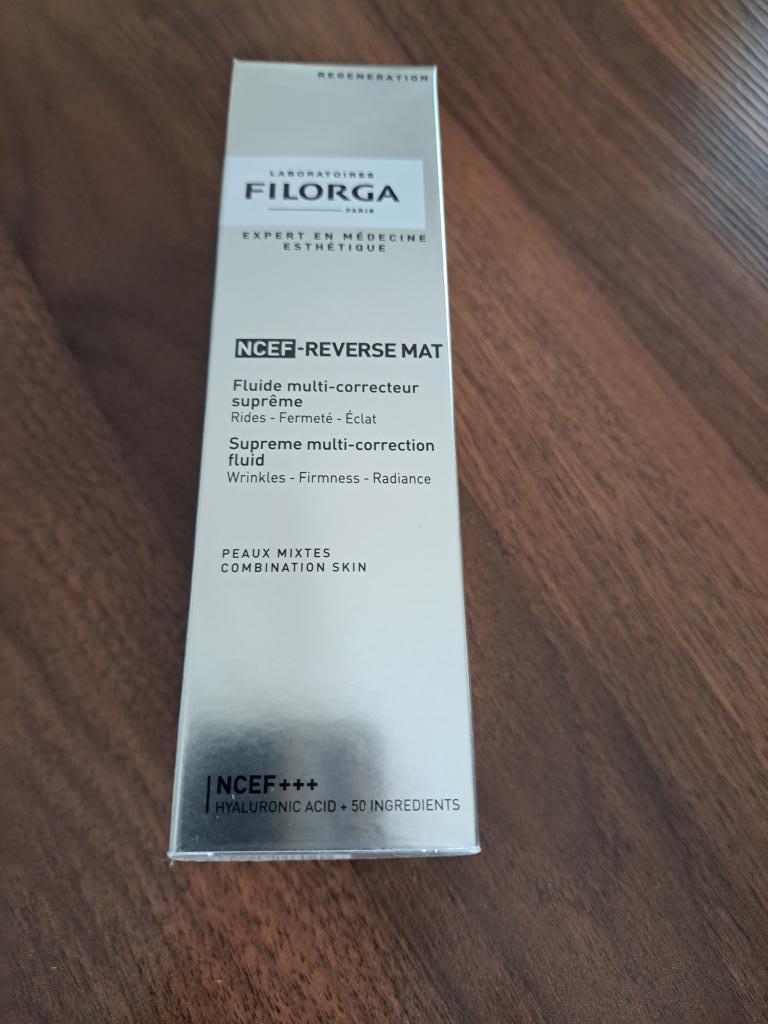 REGENERATION
LABORATOIRES
FILORGA
PARIS
EXPERT EN MÉDECINE
ESTHÉTIQUE
NCEF-REVERSE MAT
Fluide multi-correcteur
suprême
Rides - Fermeté - Éclat
Supreme multi-correction
fluid
Wrinkles - Firmness - Radiance
PEAUX MIXTES
COMBINATION SKIN
NCEF+++
HYALURONIC ACID + 50 INGREDIENTS